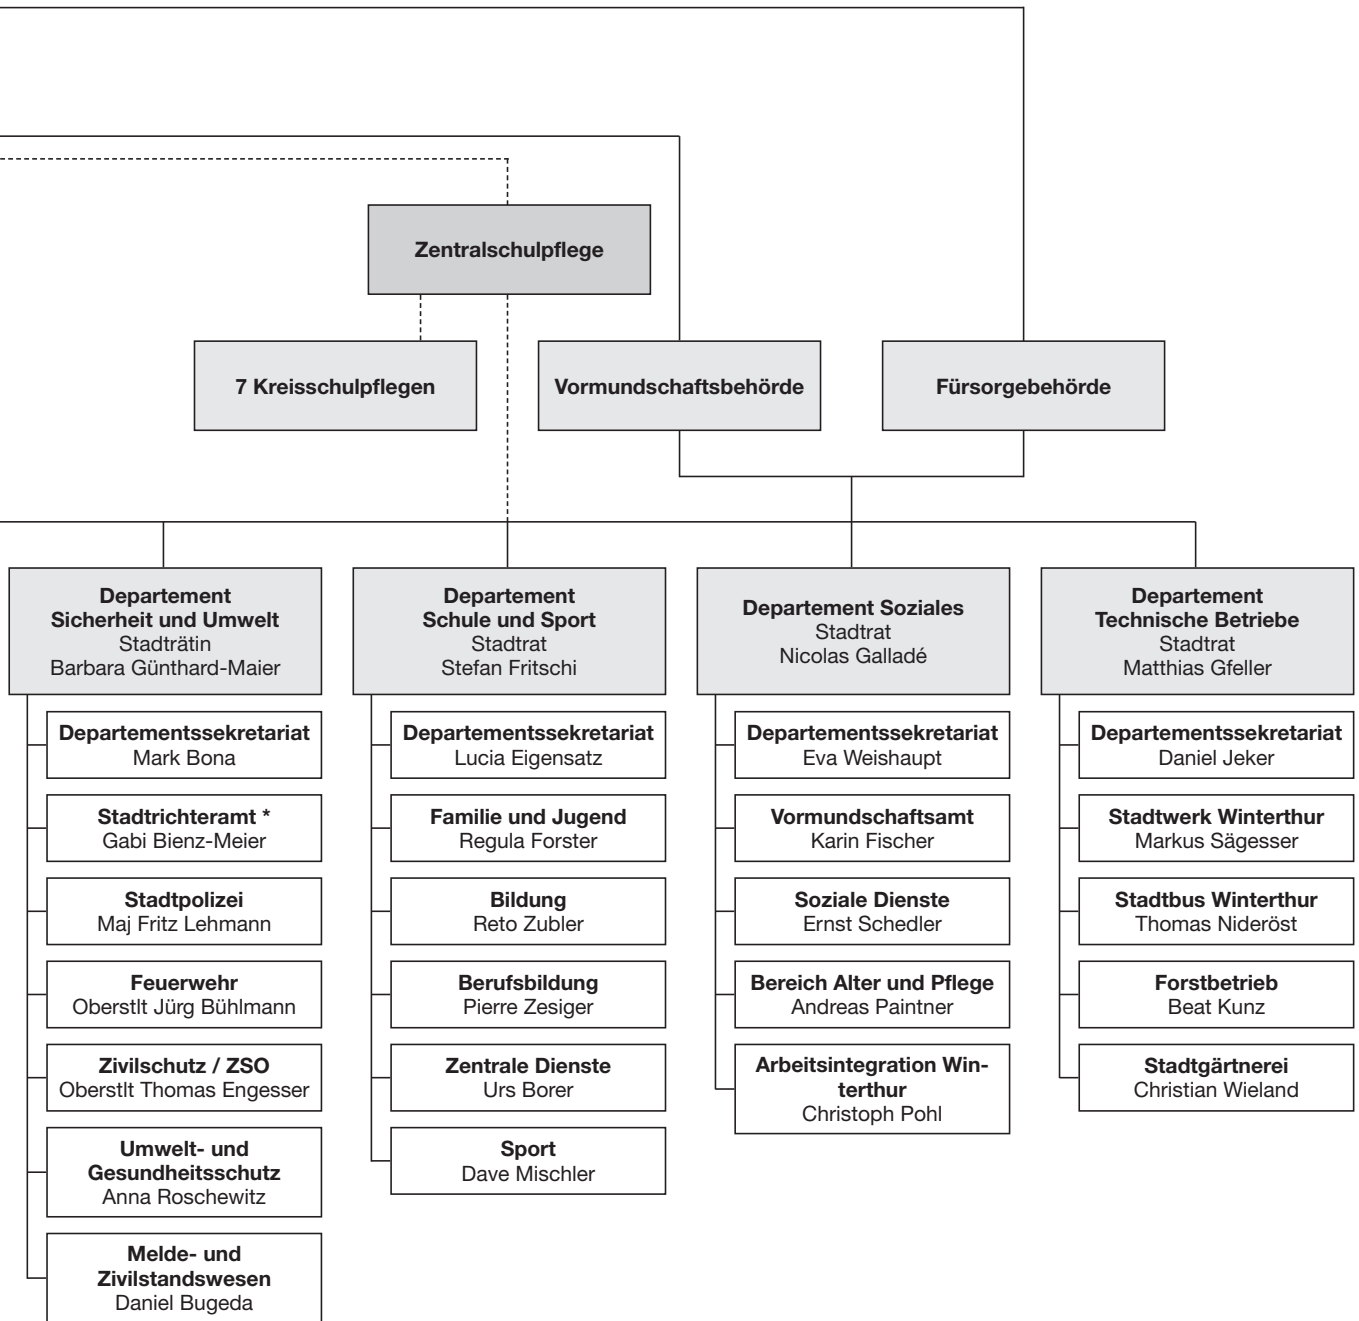 Zentralschulpflege
7 Kreisschulpflegen
Vormundschaftsbehörde
Fürsorgebehörde
Departement
Sicherheit und Umwelt
Stadträtin
Barbara Günthard-Maier
Departementssekretariat
Mark Bona
Stadtrichteramt *
Gabi Bienz-Meier
Stadtpolizei
Maj Fritz Lehmann
Feuerwehr
Oberstlt Jürg Bühlmann
Zivilschutz / ZSO
Oberstlt Thomas Engesser
Umwelt- und
Gesundheitsschutz
Anna Roschewitz
Melde- und
Zivilstandswesen
Daniel Bugeda
Departement
Schule und Sport
Stadtrat
Stefan Fritschi
Departementssekretariat
Lucia Eigensatz
Familie und Jugend
Regula Forster
Bildung
Reto Zubler
Berufsbildung
Pierre Zesiger
Zentrale Dienste
Urs Borer
Sport
Dave Mischler
Departement Soziales
Stadtrat
Nicolas Galladé
Departementssekretariat
Eva Weishaupt
Vormundschaftsamt
Karin Fischer
Soziale Dienste
Ernst Schedler
Bereich Alter und Pflege
Andreas Paintner
Arbeitsintegration Win-
terthur
Christoph Pohl
Departement
Technische Betriebe
Stadtrat
Matthias Gfeller
Departementssekretariat
Daniel Jeker
Stadtwerk Winterthur
Markus Sägesser
Stadtbus Winterthur
Thomas Nideröst
Forstbetrieb
Beat Kunz
Stadtgärtnerei
Christian Wieland